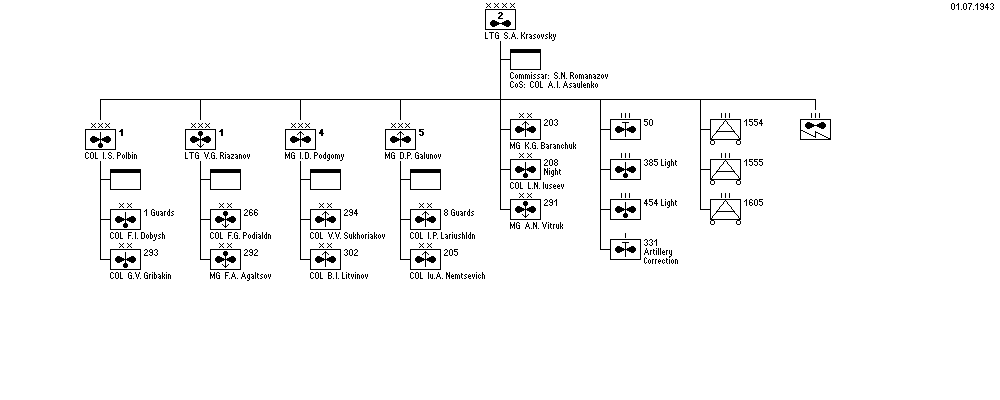 01.07.1943
XXXX
2
LTG S.A. Krasovsky
Commissar: S.N. Romanazov
CoS: COL A.I. Asaulenko
XXX
1
COL I.S. Polbin
XX
1 Guards
COL F.I. Dobysh
XX
293
COL G.V. Gribakin
XXX
1
LTG V.G. Riazanov
XX
266
COL F.G. Podialdn
XX
292
MG F.A. Agaltsov
XXX
4
MG I.D. Podgorny
XX
294
COL V.V. Sukhoriakov
XX
302
COL B.I. Litvinov
XXX
5
MG D.P. Galunov
XX
8 Guards
COL I.P. Lariushldn
XX
205
COL Iu.A. Nemtsevich
XX
203
MG K.G. Baranchuk
XX
208
Night
COL L.N. Iuseev
XX
291
MG A.N. Vitruk
III
50
III
385 Light
III
454 Light
I
331
Artillery
Correction
III
1554
III
1555
III
1605